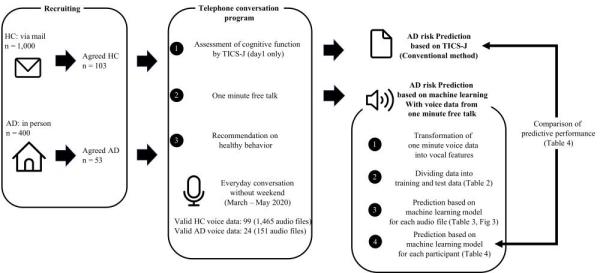 Recruiting
HC: via mail
n = 1,000
Agreed HC
n = 103
AD: in person
n = 400
Agreed AD
n = 53
Telephone conversation
program
1
Assessment of cognitive function
by TICS-J (day1 only)
2
One minute free talk
3
Recommendation on
healthy behavior
Everyday conversation
without weekend
(March – May 2020)
Valid HC voice data: 99 (1,465 audio files)
Valid AD voice data: 24 (151 audio files)
AD risk Prediction
based on TICS-J
(Conventional method)
AD risk Prediction
based on machine learning
With voice data from
one minute free talk
1
Transformation of
one minute voice data
into vocal features
2
Dividing data into
training and test data (Table 2)
3
Prediction based on
machine learning model
for each audio file (Table 3, Fig 3)
4
Prediction based on
machine learning model
for each participant (Table 4)
Comparison of
predictive performance
(Table 4)